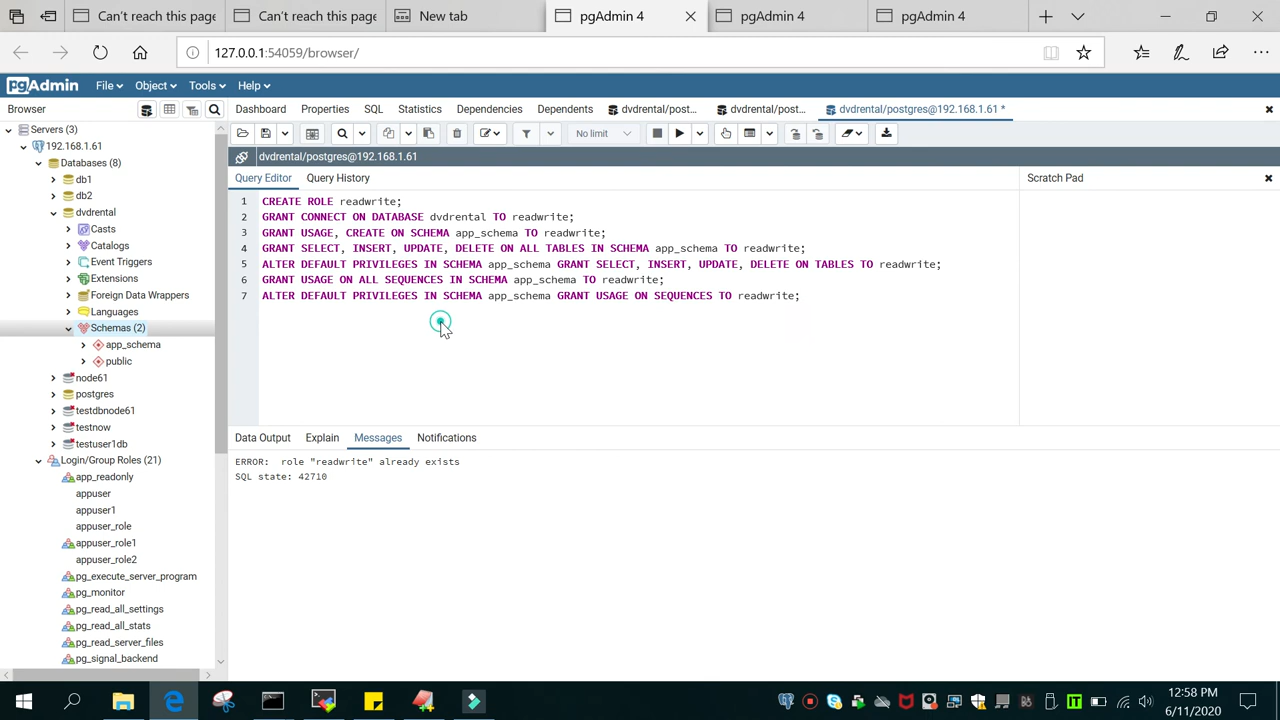 Can't reach this page
Can't reach this page
New tab
pgAdmin 4
pgAdmin 4
pgAdmin 4
127.0.0.1:54059/browser/
pgAdmin
File
Object
Tools
Help
Browser
Dashboard
Properties
SQL
Statistics
Dependencies
Dependents
dvdrental/post...
dvdrental/post...
dvdrental/postgres@192.168.1.61 *
No limit
dvdrental/postgres@192.168.1.61
Query Editor
Query History
Scratch Pad
Servers (3)
192.168.1.61
Databases (8)
db1
db2
dvdrental
Casts
Catalogs
Event Triggers
Extensions
Foreign Data Wrappers
Languages
Schemas (2)
app_schema
public
node61
postgres
testdbnode61
testnow
testuser1db
Login/Group Roles (21)
app_readonly
appuser
appuser1
appuser_role
appuser_role1
appuser_role2
pg_execute_server_program
pg_monitor
pg_read_all_settings
pg_read_all_stats
pg_read_server_files
pg_signal_backend
1 CREATE ROLE readwrite;
2 GRANT CONNECT ON DATABASE dvdrental TO readwrite;
3 GRANT USAGE, CREATE ON SCHEMA app_schema TO readwrite;
4 GRANT SELECT, INSERT, UPDATE, DELETE ON ALL TABLES IN SCHEMA app_schema TO readwrite;
5 ALTER DEFAULT PRIVILEGES IN SCHEMA app_schema GRANT SELECT, INSERT, UPDATE, DELETE ON TABLES TO readwrite;
6 GRANT USAGE ON ALL SEQUENCES IN SCHEMA app_schema TO readwrite;
7 ALTER DEFAULT PRIVILEGES IN SCHEMA app_schema GRANT USAGE ON SEQUENCES TO readwrite;
Data Output
Explain
Messages
Notifications
ERROR: role "readwrite" already exists
SQL state: 42710
12:58 PM
6/11/2020